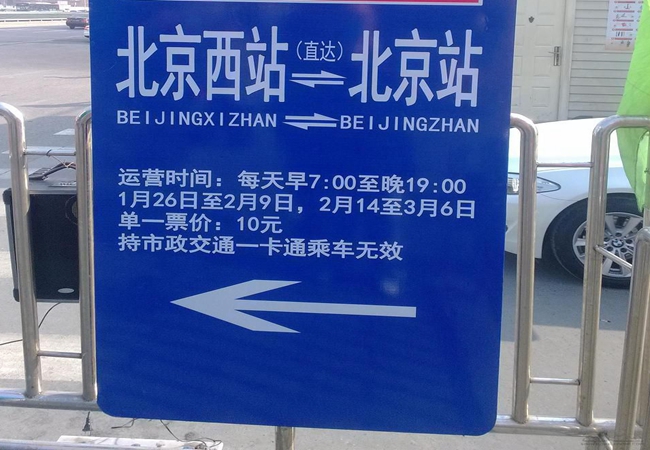 北京西站(直达)⇌北京站
BEIJINGXIZHAN ⇌ BEIJINGZHAN
运营时间：每天早7:00至晚19:00
1月26日至2月9日，2月14至3月6日
单一票价：10元
持市政交通一卡通乘车无效